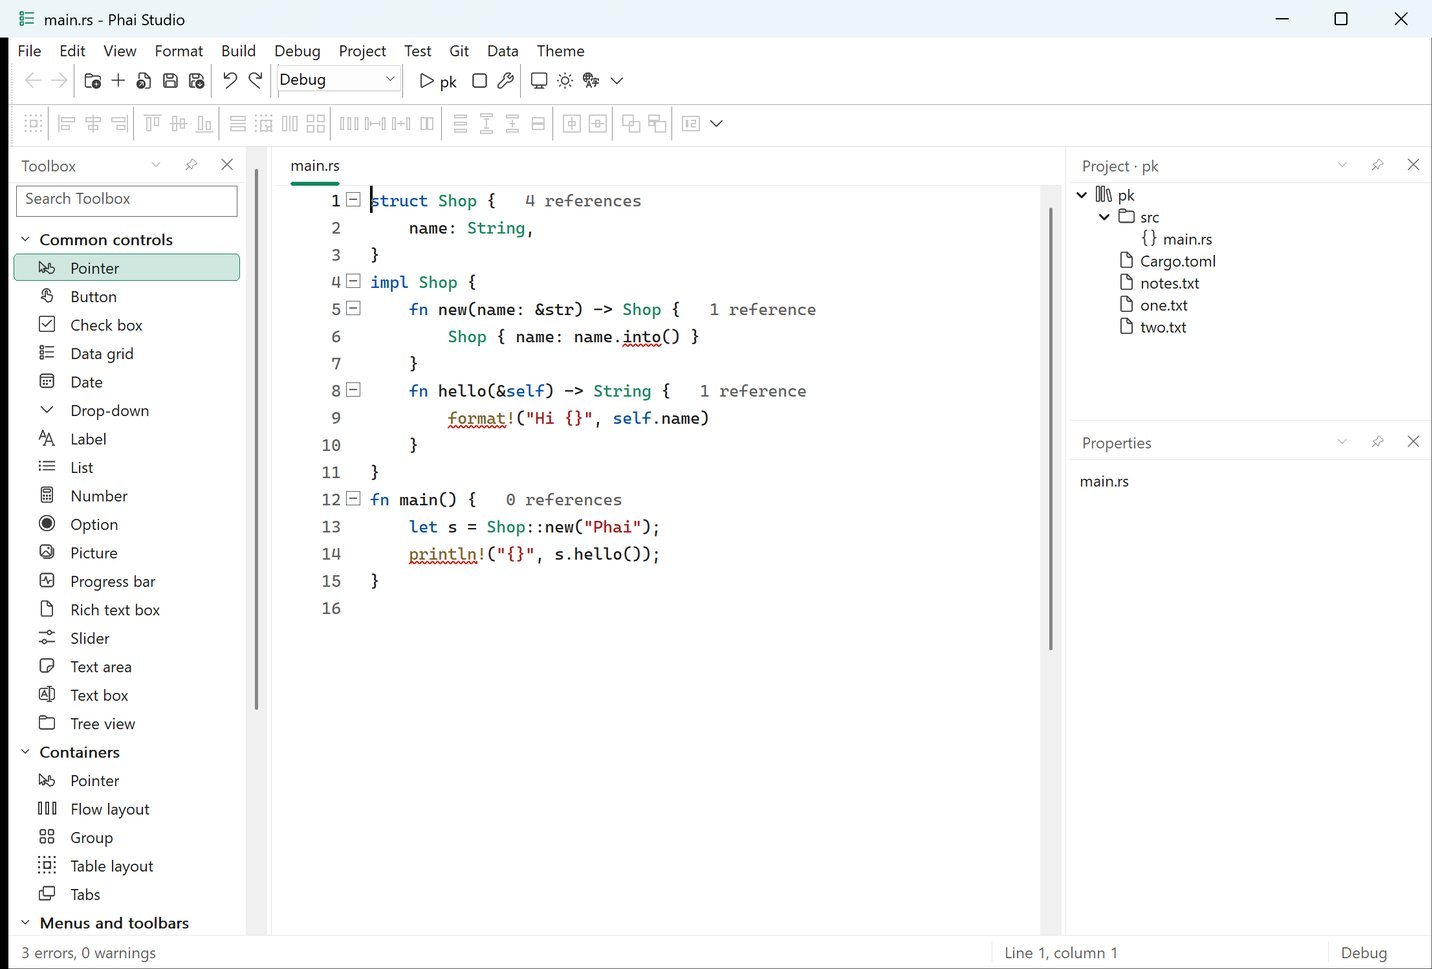 main.rs - Phai Studio
File Edit View Format Build Debug Project Test Git Data Theme
Debug pk
Toolbox
Search Toolbox
Common controls
Pointer
Button
Check box
Data grid
Date
Drop-down
Label
List
Number
Option
Picture
Progress bar
Rich text box
Slider
Text area
Text box
Tree view
Containers
Pointer
Flow layout
Group
Table layout
Tabs
Menus and toolbars
main.rs
1 struct Shop { 4 references
2 name: String,
3 }
4 impl Shop {
5 fn new(name: &str) -> Shop { 1 reference
6 Shop { name: name.into() }
7 }
8 fn hello(&self) -> String { 1 reference
9 format!("Hi {}", self.name)
10 }
11 }
12 fn main() { 0 references
13 let s = Shop::new("Phai");
14 println!("{}", s.hello());
15 }
16
Project · pk
pk
src
{} main.rs
Cargo.toml
notes.txt
one.txt
two.txt
Properties
main.rs
3 errors, 0 warnings
Line 1, column 1
Debug